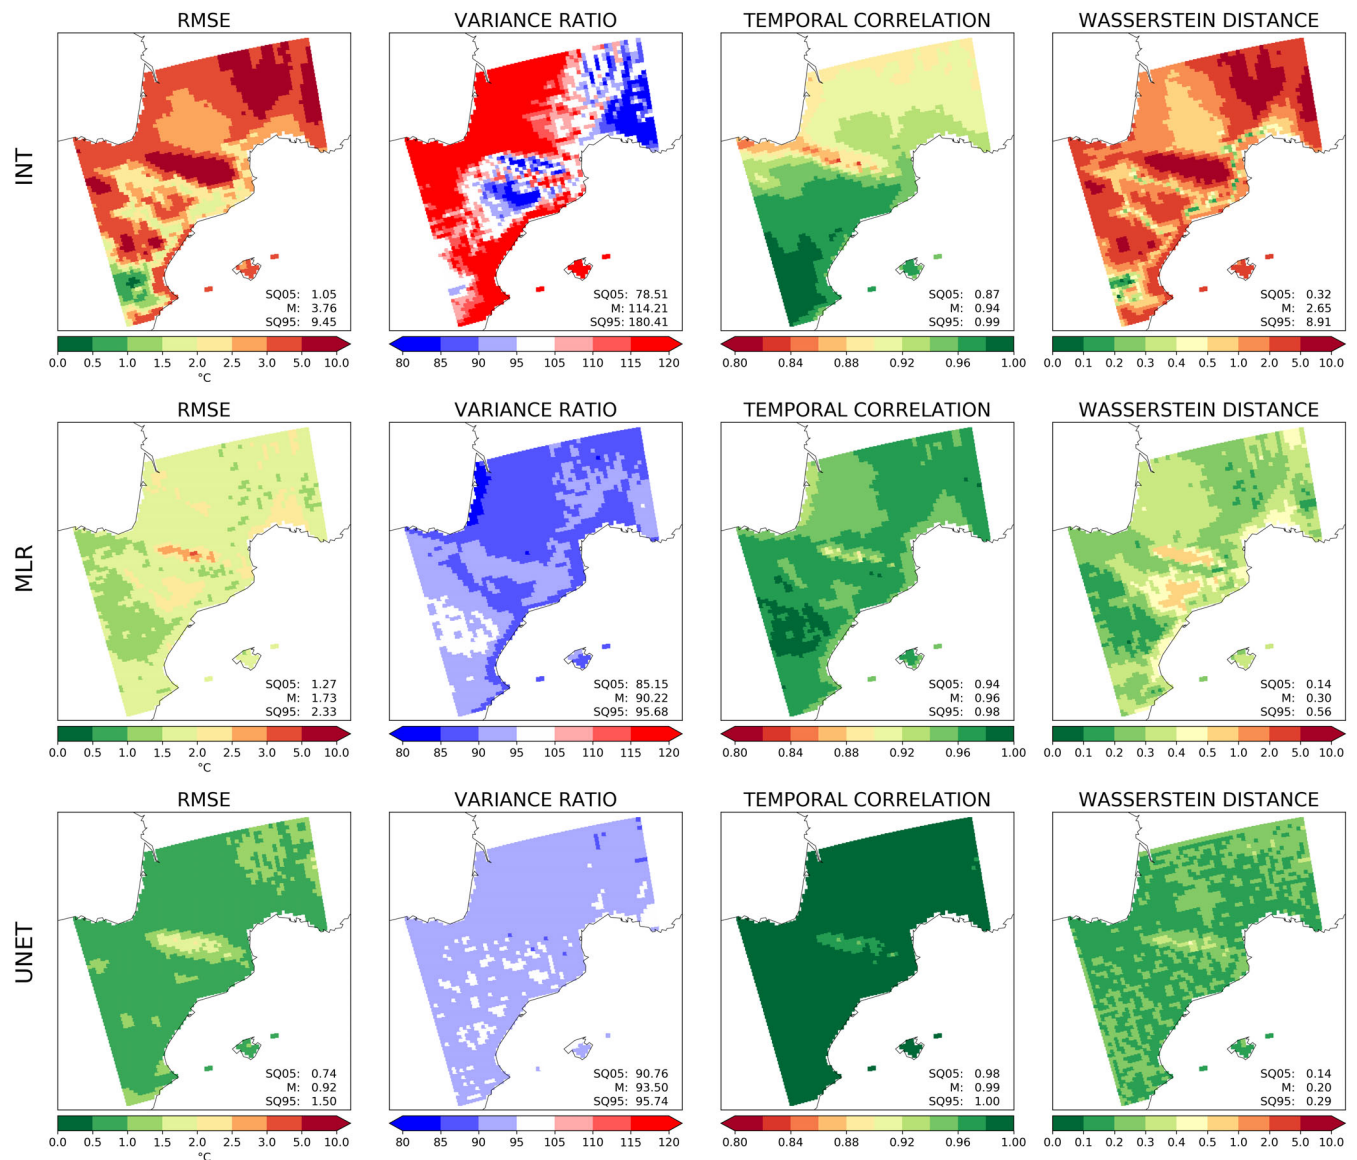 RMSE VARIANCE RATIO TEMPORAL CORRELATION WASSERSTEIN DISTANCE
INT
SQ05: 1.05
M: 3.76
SQ95: 9.45
SQ05: 78.51
M: 114.21
SQ95: 180.41
SQ05: 0.87
M: 0.94
SQ95: 0.99
SQ05: 0.32
M: 2.65
SQ95: 8.91
0.0 0.5 1.0 1.5 2.0 2.5 3.0 5.0 10.0
°C
80 85 90 95 105 110 115 120
0.80 0.84 0.88 0.92 0.96 1.00
0.0 0.1 0.2 0.3 0.4 0.5 1.0 2.0 5.0 10.0
RMSE VARIANCE RATIO TEMPORAL CORRELATION WASSERSTEIN DISTANCE
MLR
SQ05: 1.27
M: 1.73
SQ95: 2.33
SQ05: 85.15
M: 90.22
SQ95: 95.68
SQ05: 0.94
M: 0.96
SQ95: 0.98
SQ05: 0.14
M: 0.30
SQ95: 0.56
0.0 0.5 1.0 1.5 2.0 2.5 3.0 5.0 10.0
°C
80 85 90 95 105 110 115 120
0.80 0.84 0.88 0.92 0.96 1.00
0.0 0.1 0.2 0.3 0.4 0.5 1.0 2.0 5.0 10.0
RMSE VARIANCE RATIO TEMPORAL CORRELATION WASSERSTEIN DISTANCE
UNET
SQ05: 0.74
M: 0.92
SQ95: 1.50
SQ05: 90.76
M: 93.50
SQ95: 95.74
SQ05: 0.98
M: 0.99
SQ95: 1.00
SQ05: 0.14
M: 0.20
SQ95: 0.29
0.0 0.5 1.0 1.5 2.0 2.5 3.0 5.0 10.0
°C
80 85 90 95 105 110 115 120
0.80 0.84 0.88 0.92 0.96 1.00
0.0 0.1 0.2 0.3 0.4 0.5 1.0 2.0 5.0 10.0